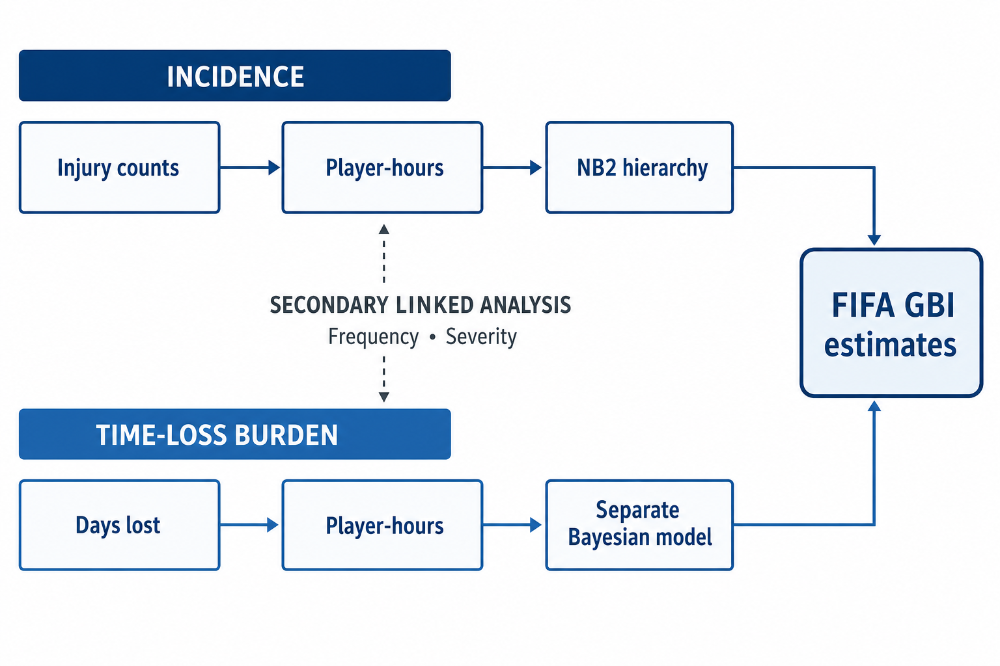 INCIDENCE
Injury counts
Player-hours
NB2 hierarchy
SECONDARY LINKED ANALYSIS
Frequency • Severity
FIFA GBI
estimates
TIME-LOSS BURDEN
Days lost
Player-hours
Separate
Bayesian model